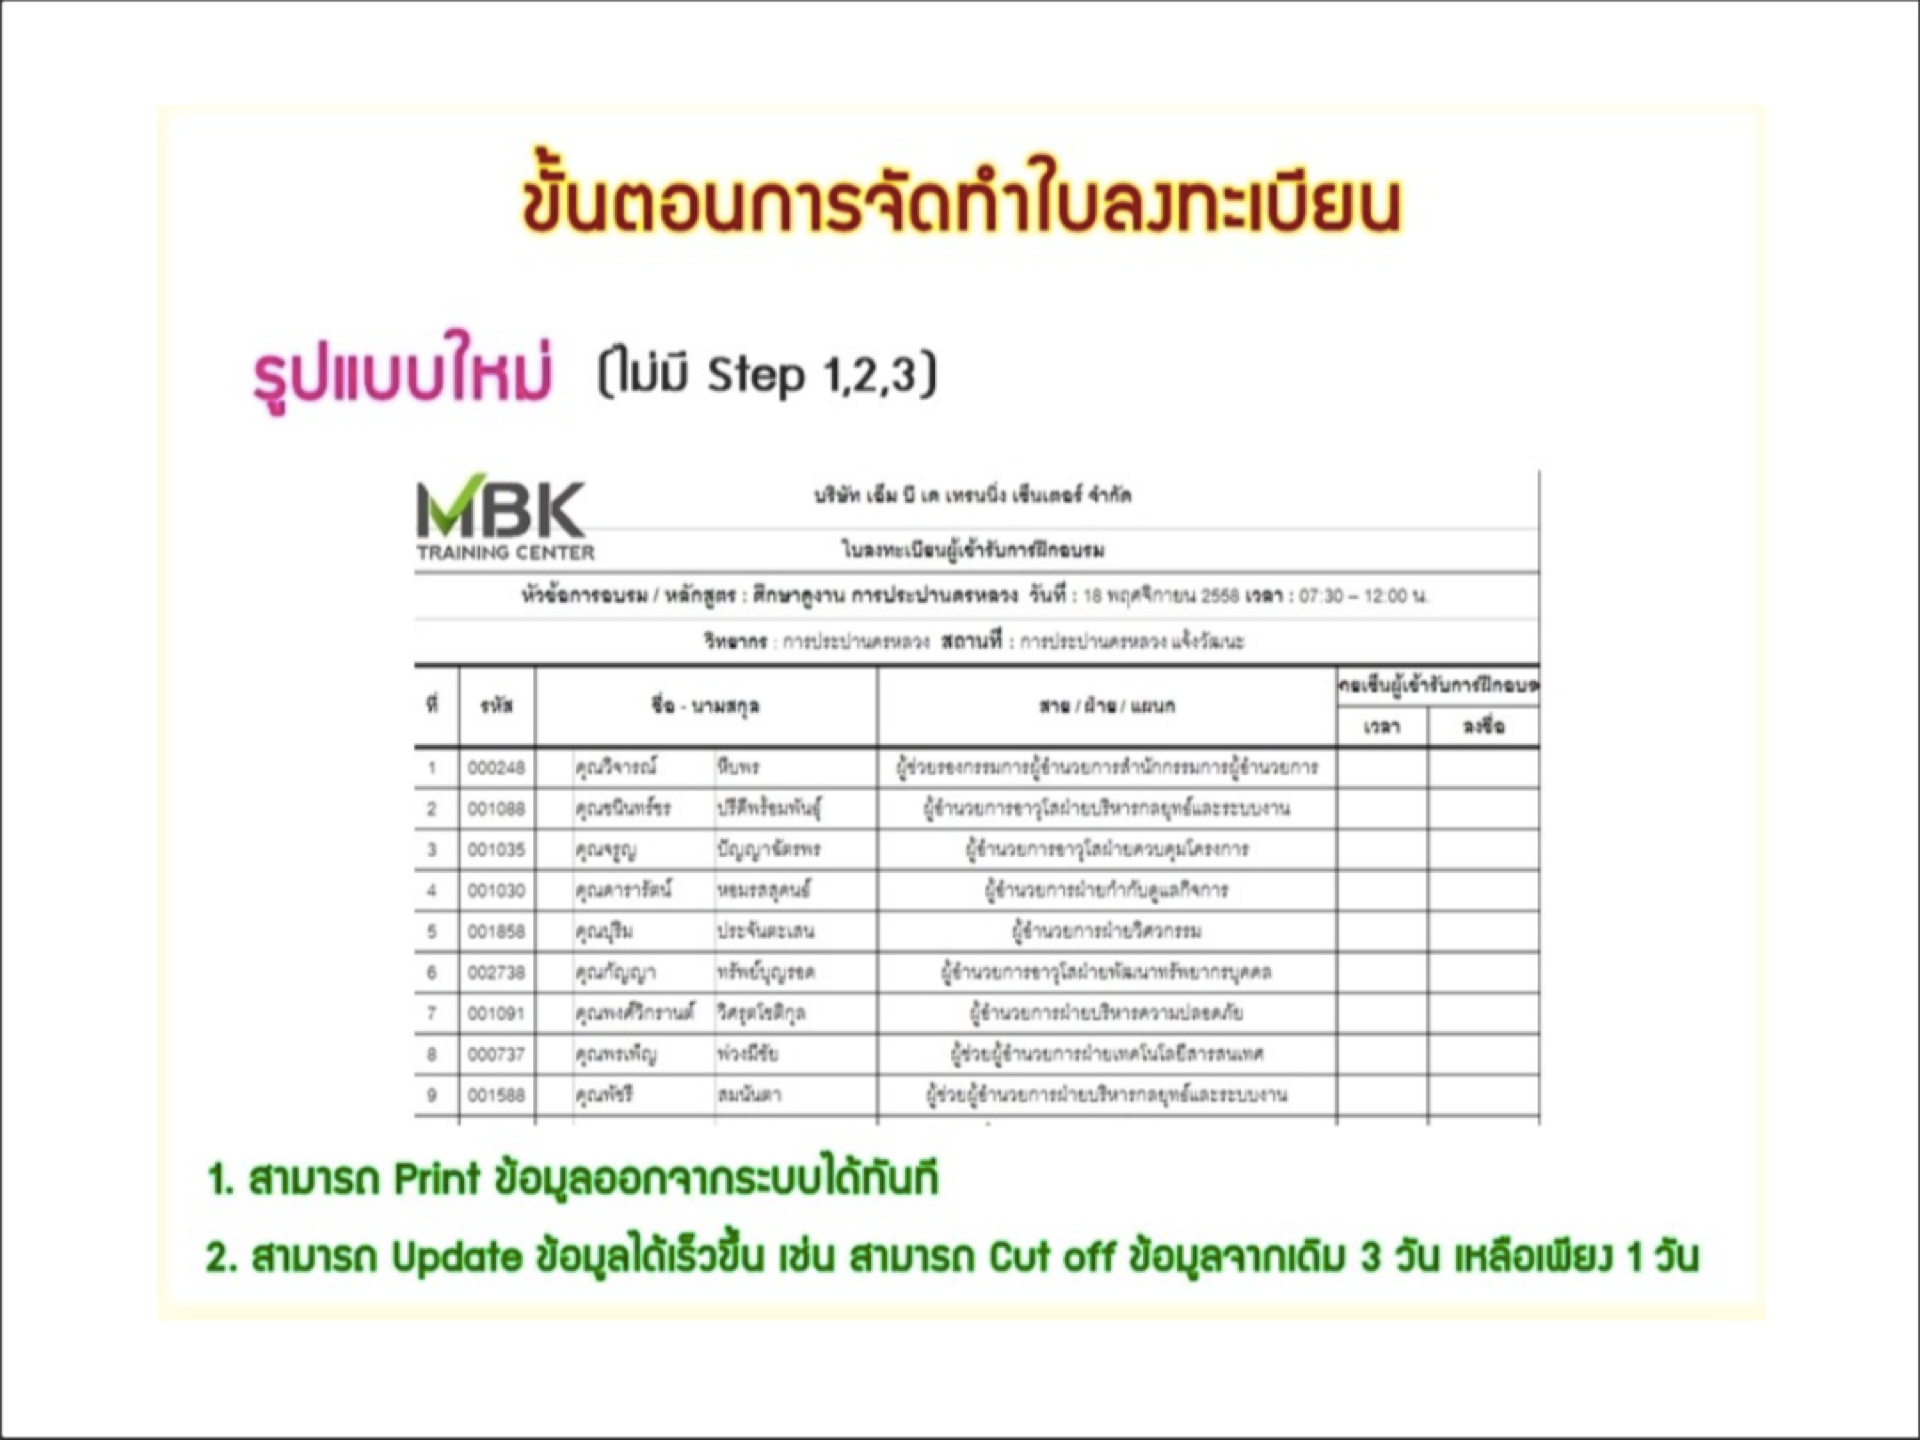 ขั้นตอนการจัดทำใบลงทะเบียน
รูปแบบใหม่ (ไม่มี Step 1,2,3)
MBK
TRAINING CENTER
บริษัท เอ็ม บี เค เทรนนิ่ง เซ็นเตอร์ จำกัด
ใบลงทะเบียนผู้เข้ารับการฝึกอบรม
หัวข้อการอบรม / หลักสูตร : ศึกษาดูงาน การประปานครหลวง วันที่ : 18 พฤศจิกายน 2558 เวลา : 07:30 – 12:00 น.
วิทยากร : การประปานครหลวง สถานที่ : การประปานครหลวง แจ้งวัฒนะ
ที่ รหัส ชื่อ - นามสกุล สาย / ฝ่าย / แผนก ผู้เข้ารับการฝึกอบร
เวลา ลงชื่อ
1 000248 คุณวิจารณ์ หีบพร ผู้ช่วยรองกรรมการผู้อำนวยการสำนักกรรมการผู้อำนวยการ
2 001088 คุณชนินทร์ชร ปรีดีพร้อมพันธุ์ ผู้อำนวยการอาวุโสฝ่ายบริหารกลยุทธ์และระบบงาน
3 001035 คุณจรูญ ปัญญาฉัตรพร ผู้อำนวยการอาวุโสฝ่ายควบคุมโครงการ
4 001030 คุณดารารัตน์ หอมรสสุคนธ์ ผู้อำนวยการฝ่ายกำกับดูแลกิจการ
5 001858 คุณปุริม ประจันตะเสน ผู้อำนวยการฝ่ายวิศวกรรม
6 002738 คุณกัญญา ทรัพย์บุญรอด ผู้อำนวยการอาวุโสฝ่ายพัฒนาทรัพยากรบุคคล
7 001091 คุณพงศ์วิกรานต์ วิศรุตโชติกุล ผู้อำนวยการฝ่ายบริหารความปลอดภัย
8 000737 คุณพรเพ็ญ พ่วงมีชัย ผู้ช่วยผู้อำนวยการฝ่ายเทคโนโลยีสารสนเทศ
9 001588 คุณพัชรี สมนันตา ผู้ช่วยผู้อำนวยการฝ่ายบริหารกลยุทธ์และระบบงาน
1. สามารถ Print ข้อมูลออกจากระบบได้ทันที
2. สามารถ Update ข้อมูลได้เร็วขึ้น เช่น สามารถ Cut off ข้อมูลจากเดิม 3 วัน เหลือเพียง 1 วัน